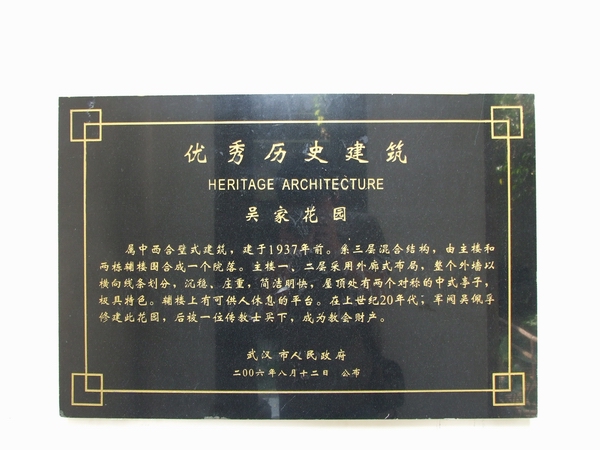 优秀历史建筑
HERITAGE ARCHITECTURE
吴家花园
属中西合壁式建筑，建于1937年前。系三层混合结构，由主楼和
两栋辅楼围合成一个院落。主楼一、二层采用外廊式布局，整个外墙以
横向线条划分，沉稳、庄重，简洁明快，屋顶处有两个对称的中式亭子，
极具特色。辅楼上有可供人休息的平台。在上世纪20年代；军阀吴佩孚
修建此花园，后被一位传教士买下，成为教会财产。
武汉市人民政府
二00六年八月十二日 公布